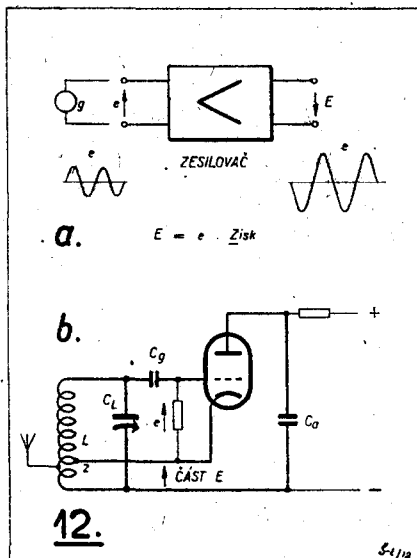 g
e
E
e
ZESILOVAČ
e
a.
E = e . Zisk
b.
Cg
CL
e
L
2
ČÁST E
Ca
+
−
12.